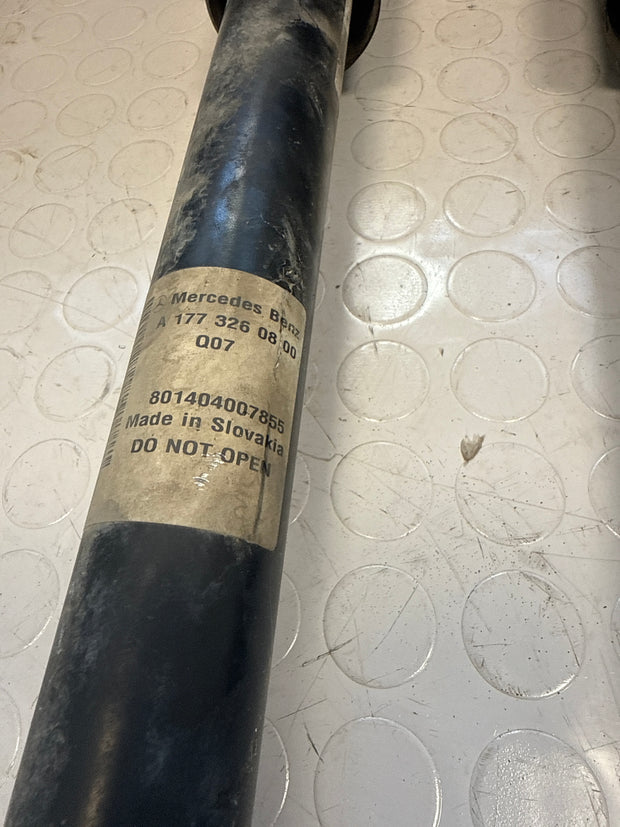 Mercedes Benz
A 177 326 08 00
Q07
801404007855
Made in Slovakia
DO NOT OPEN